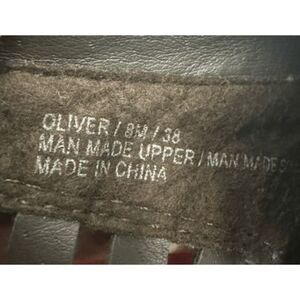 OLIVER / 8M / 38
MAN MADE UPPER / MAN MADE
MADE IN CHINA